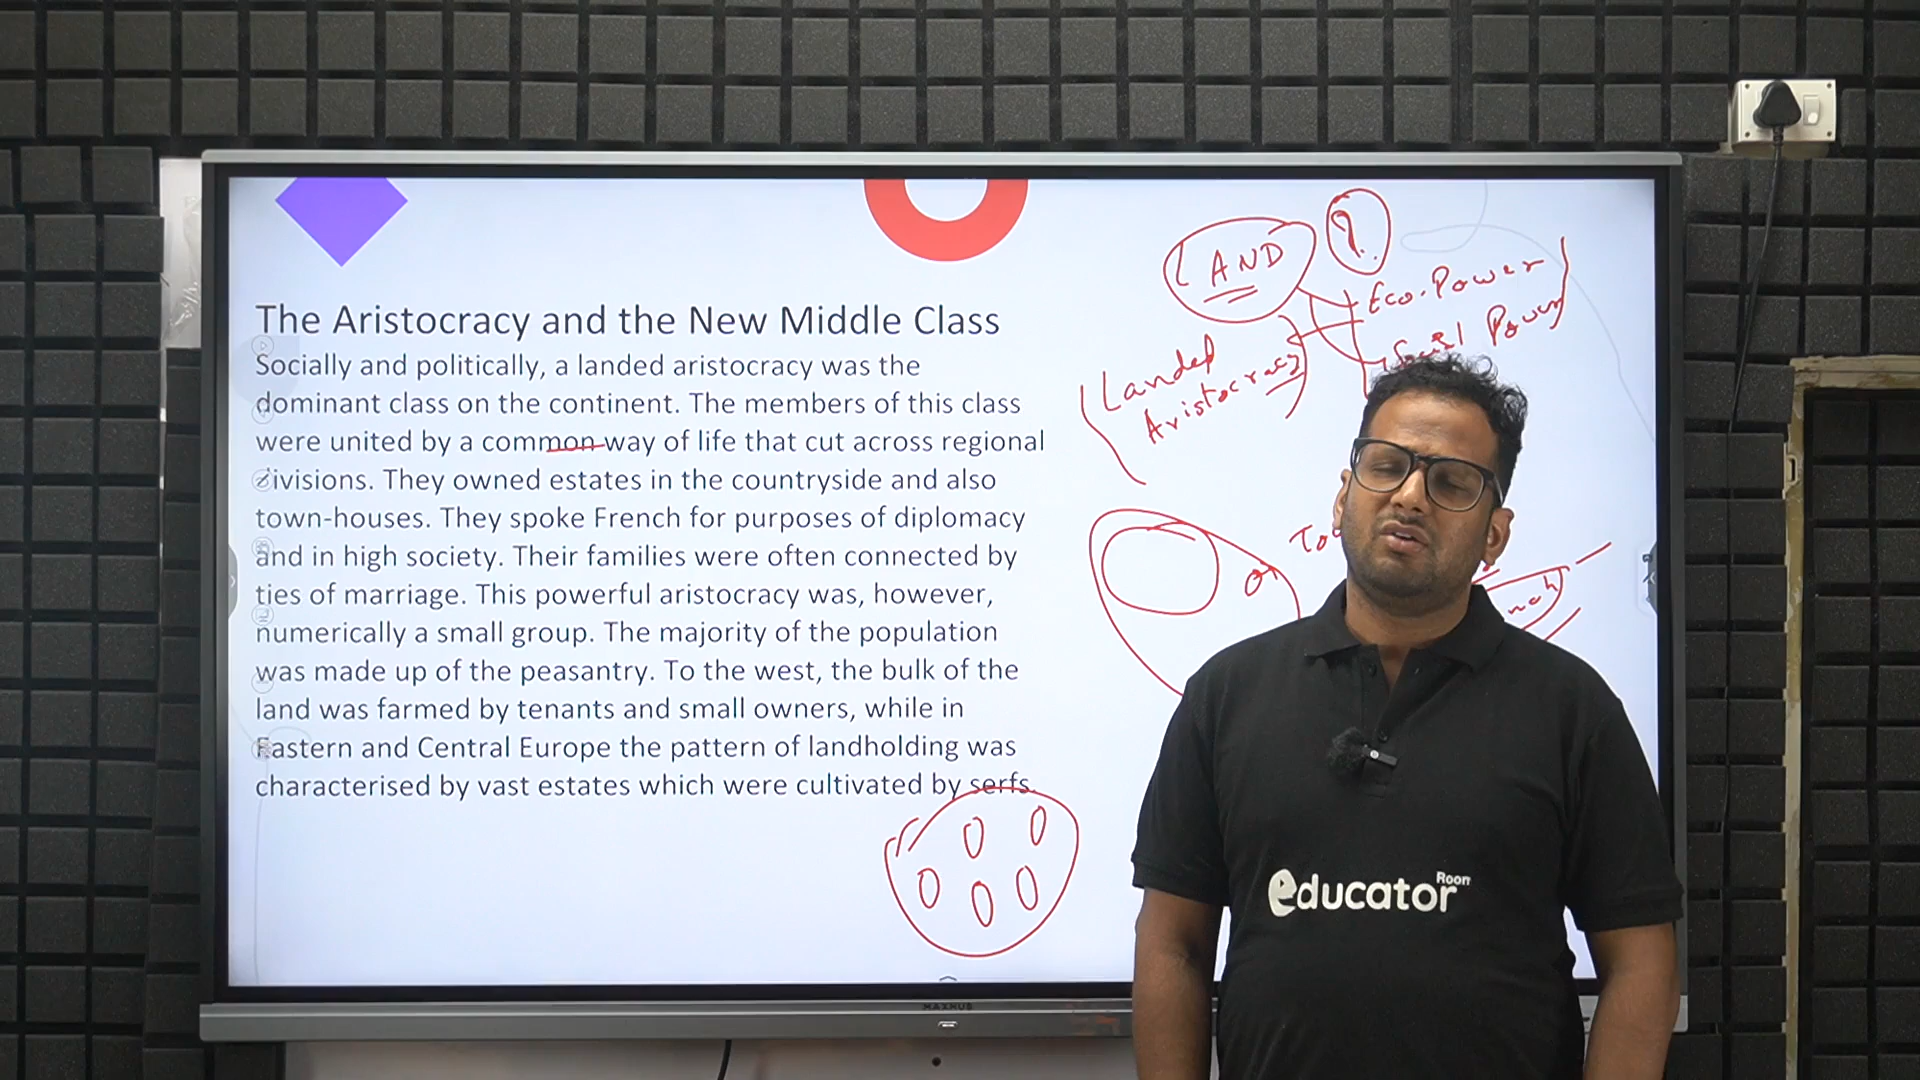 The Aristocracy and the New Middle Class
Socially and politically, a landed aristocracy was the
dominant class on the continent. The members of this class
were united by a common way of life that cut across regional
divisions. They owned estates in the countryside and also
town-houses. They spoke French for purposes of diplomacy
and in high society. Their families were often connected by
ties of marriage. This powerful aristocracy was, however,
numerically a small group. The majority of the population
was made up of the peasantry. To the west, the bulk of the
land was farmed by tenants and small owners, while in
Eastern and Central Europe the pattern of landholding was
characterised by vast estates which were cultivated by serfs.
LAND ?
Eco. Power
Power
Landed
Aristocracy
educator
Room
MAXHUB